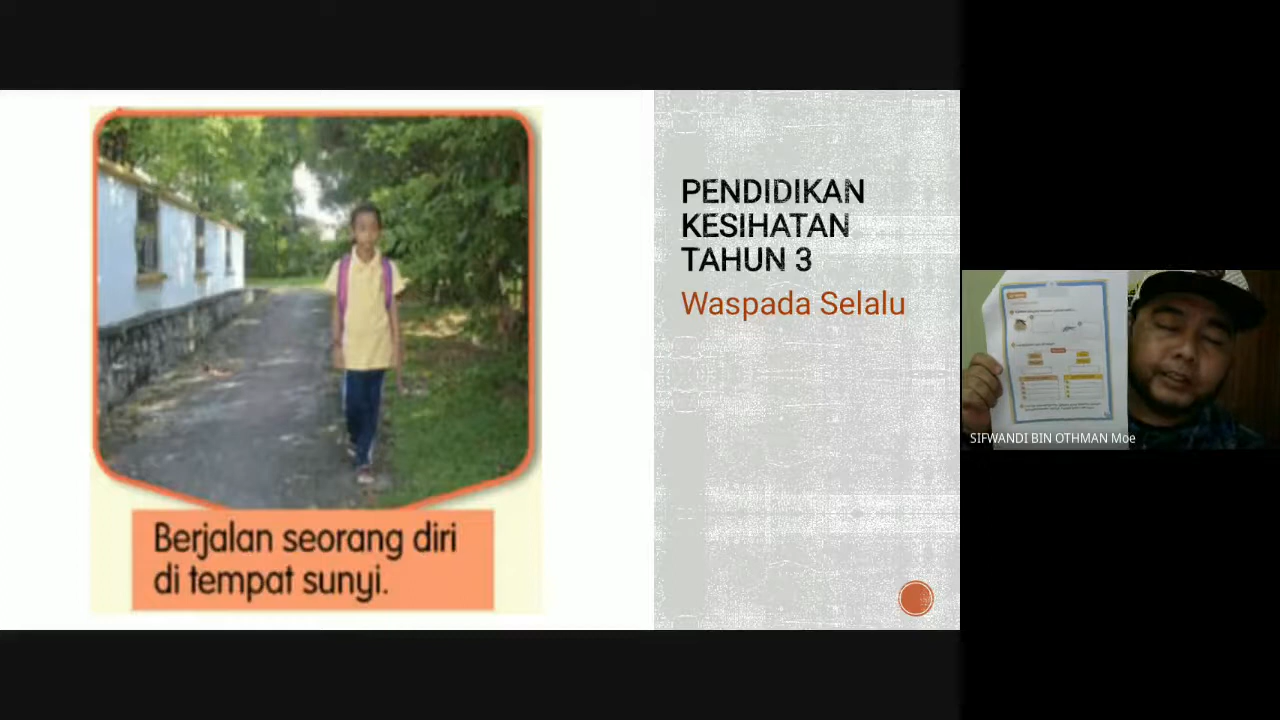 Berjalan seorang diri
di tempat sunyi.
PENDIDIKAN
KESIHATAN
TAHUN 3
Waspada Selalu
SIFWANDI BIN OTHMAN Moe